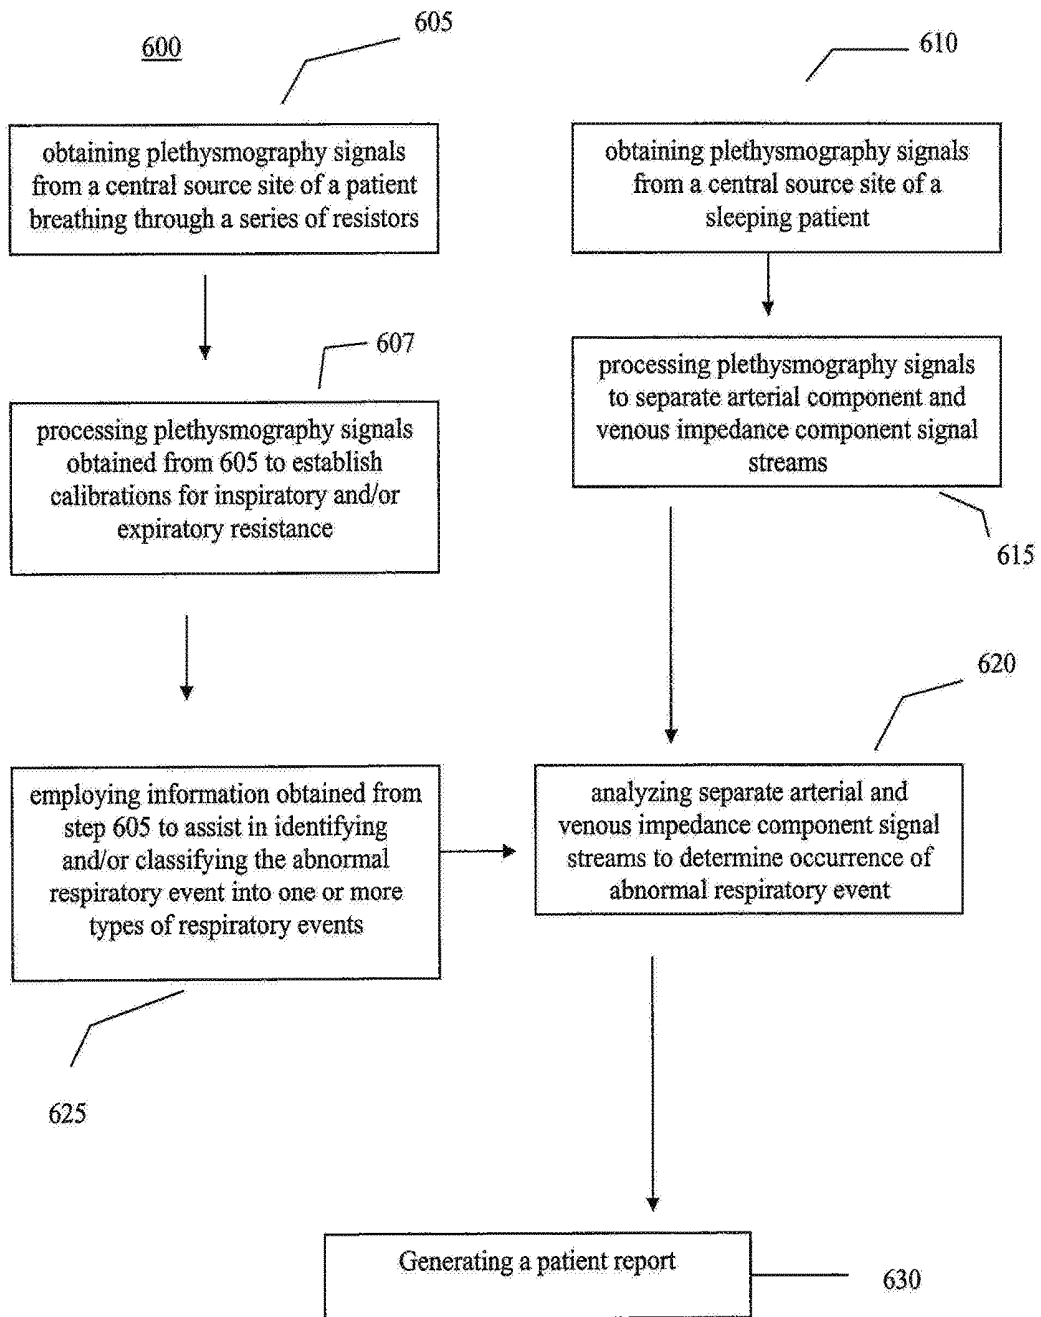 600
605
610
obtaining plethysmography signals
from a central source site of a patient
breathing through a series of resistors
obtaining plethysmography signals
from a central source site of a
sleeping patient
607
processing plethysmography signals
obtained from 605 to establish
calibrations for inspiratory and/or
expiratory resistance
processing plethysmography signals
to separate arterial component and
venous impedance component signal
streams
615
620
employing information obtained from
step 605 to assist in identifying
and/or classifying the abnormal
respiratory event into one or more
types of respiratory events
analyzing separate arterial and
venous impedance component signal
streams to determine occurrence of
abnormal respiratory event
625
Generating a patient report
630